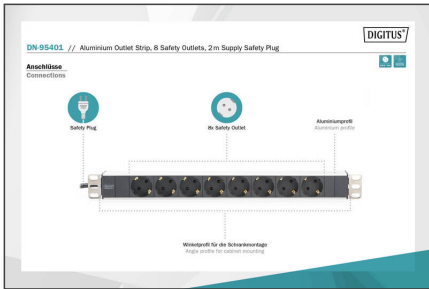 DIGITUS®
DN-95401 // Aluminium Outlet Strip, 8 Safety Outlets, 2 m Supply Safety Plug
Anschlüsse
Connections
Safety Plug
8x Safety Outlet
Aluminiumprofil
Aluminium profile
Winkelprofil für die Schrankmontage
Angle profile for cabinet mounting